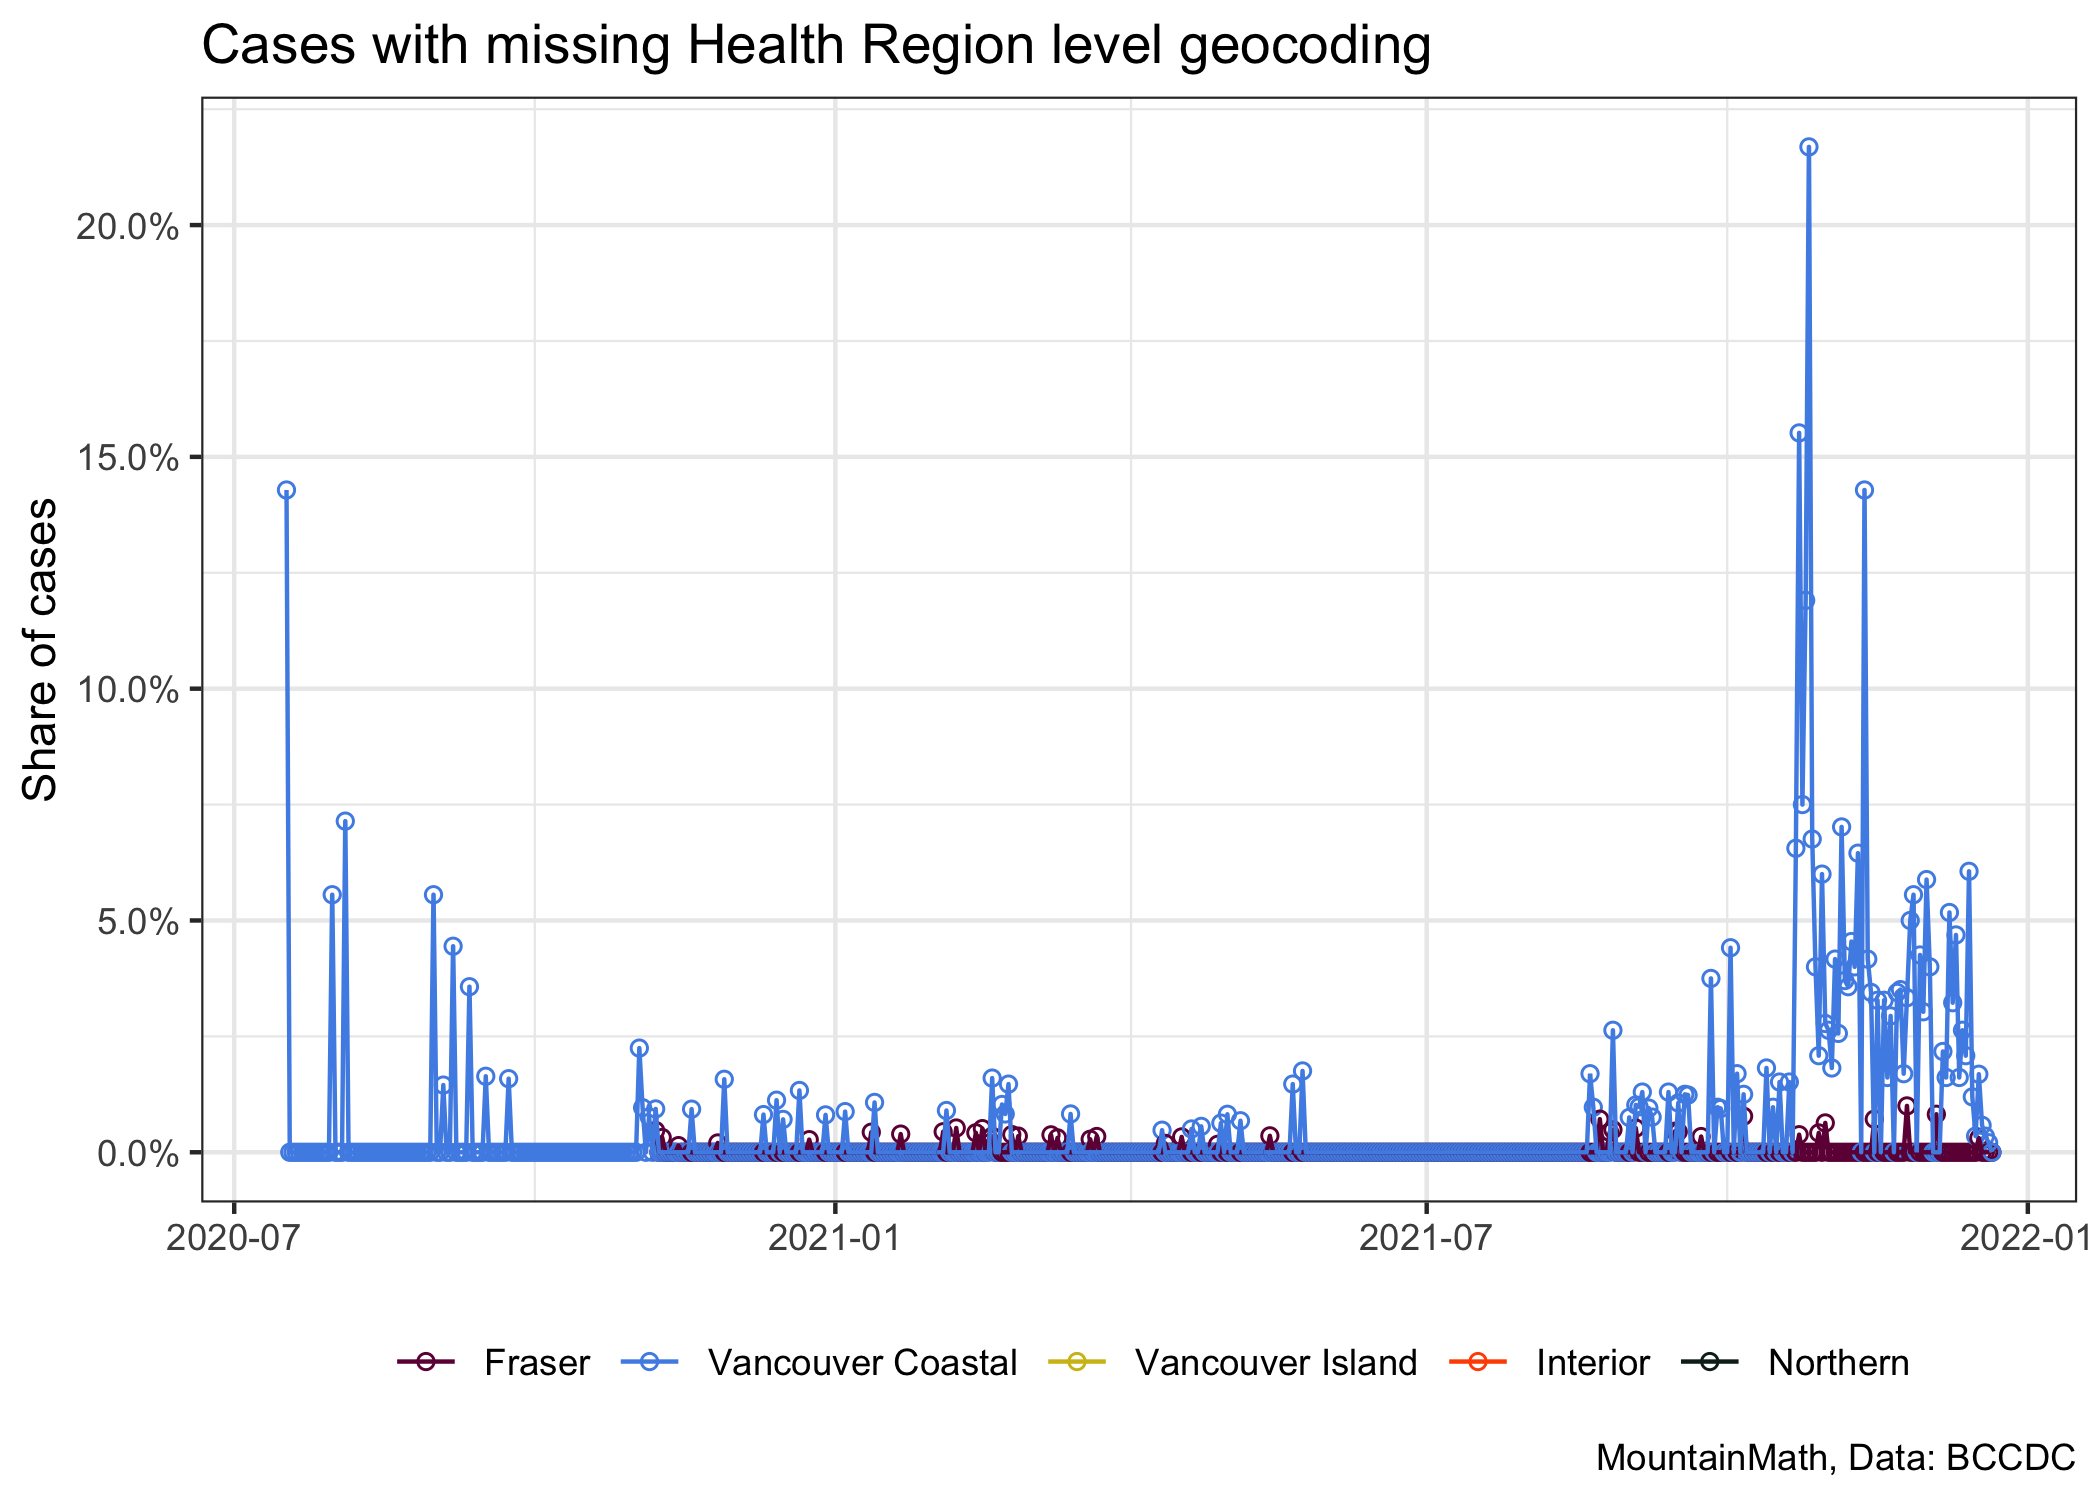 Cases with missing Health Region level geocoding
Share of cases
20.0%
15.0%
10.0%
5.0%
0.0%
2020-07 2021-01 2021-07 2022-01
Fraser Vancouver Coastal Vancouver Island Interior Northern
MountainMath, Data: BCCDC